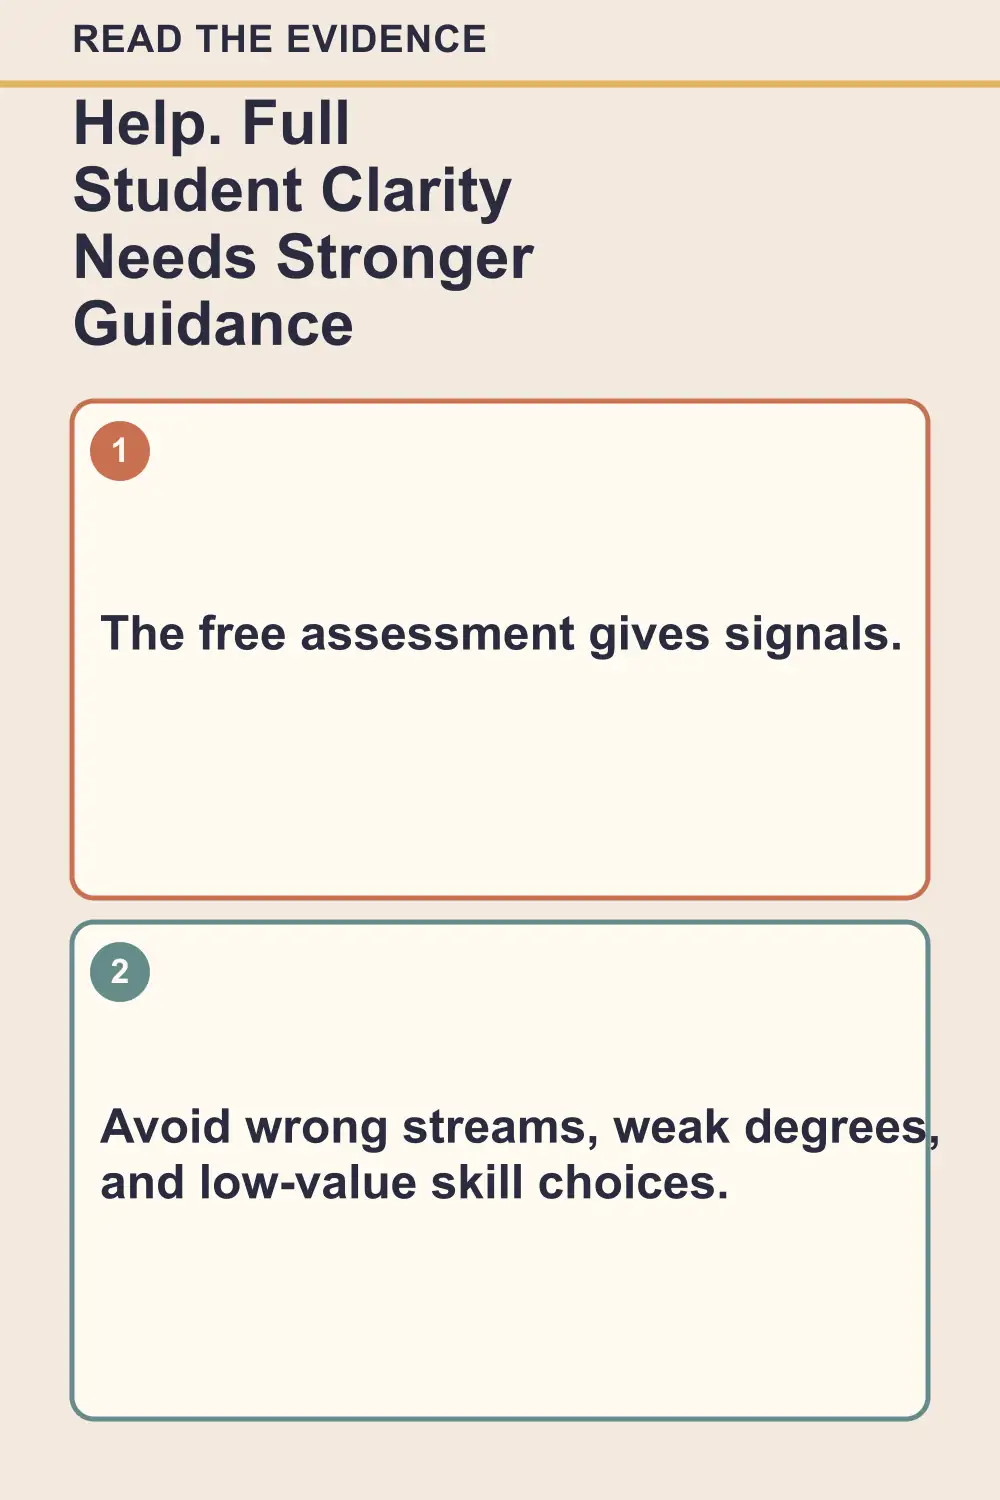 READ THE EVIDENCE
Help. Full
Student Clarity
Needs Stronger
Guidance
1
The free assessment gives signals.
2
Avoid wrong streams, weak degrees,
and low-value skill choices.